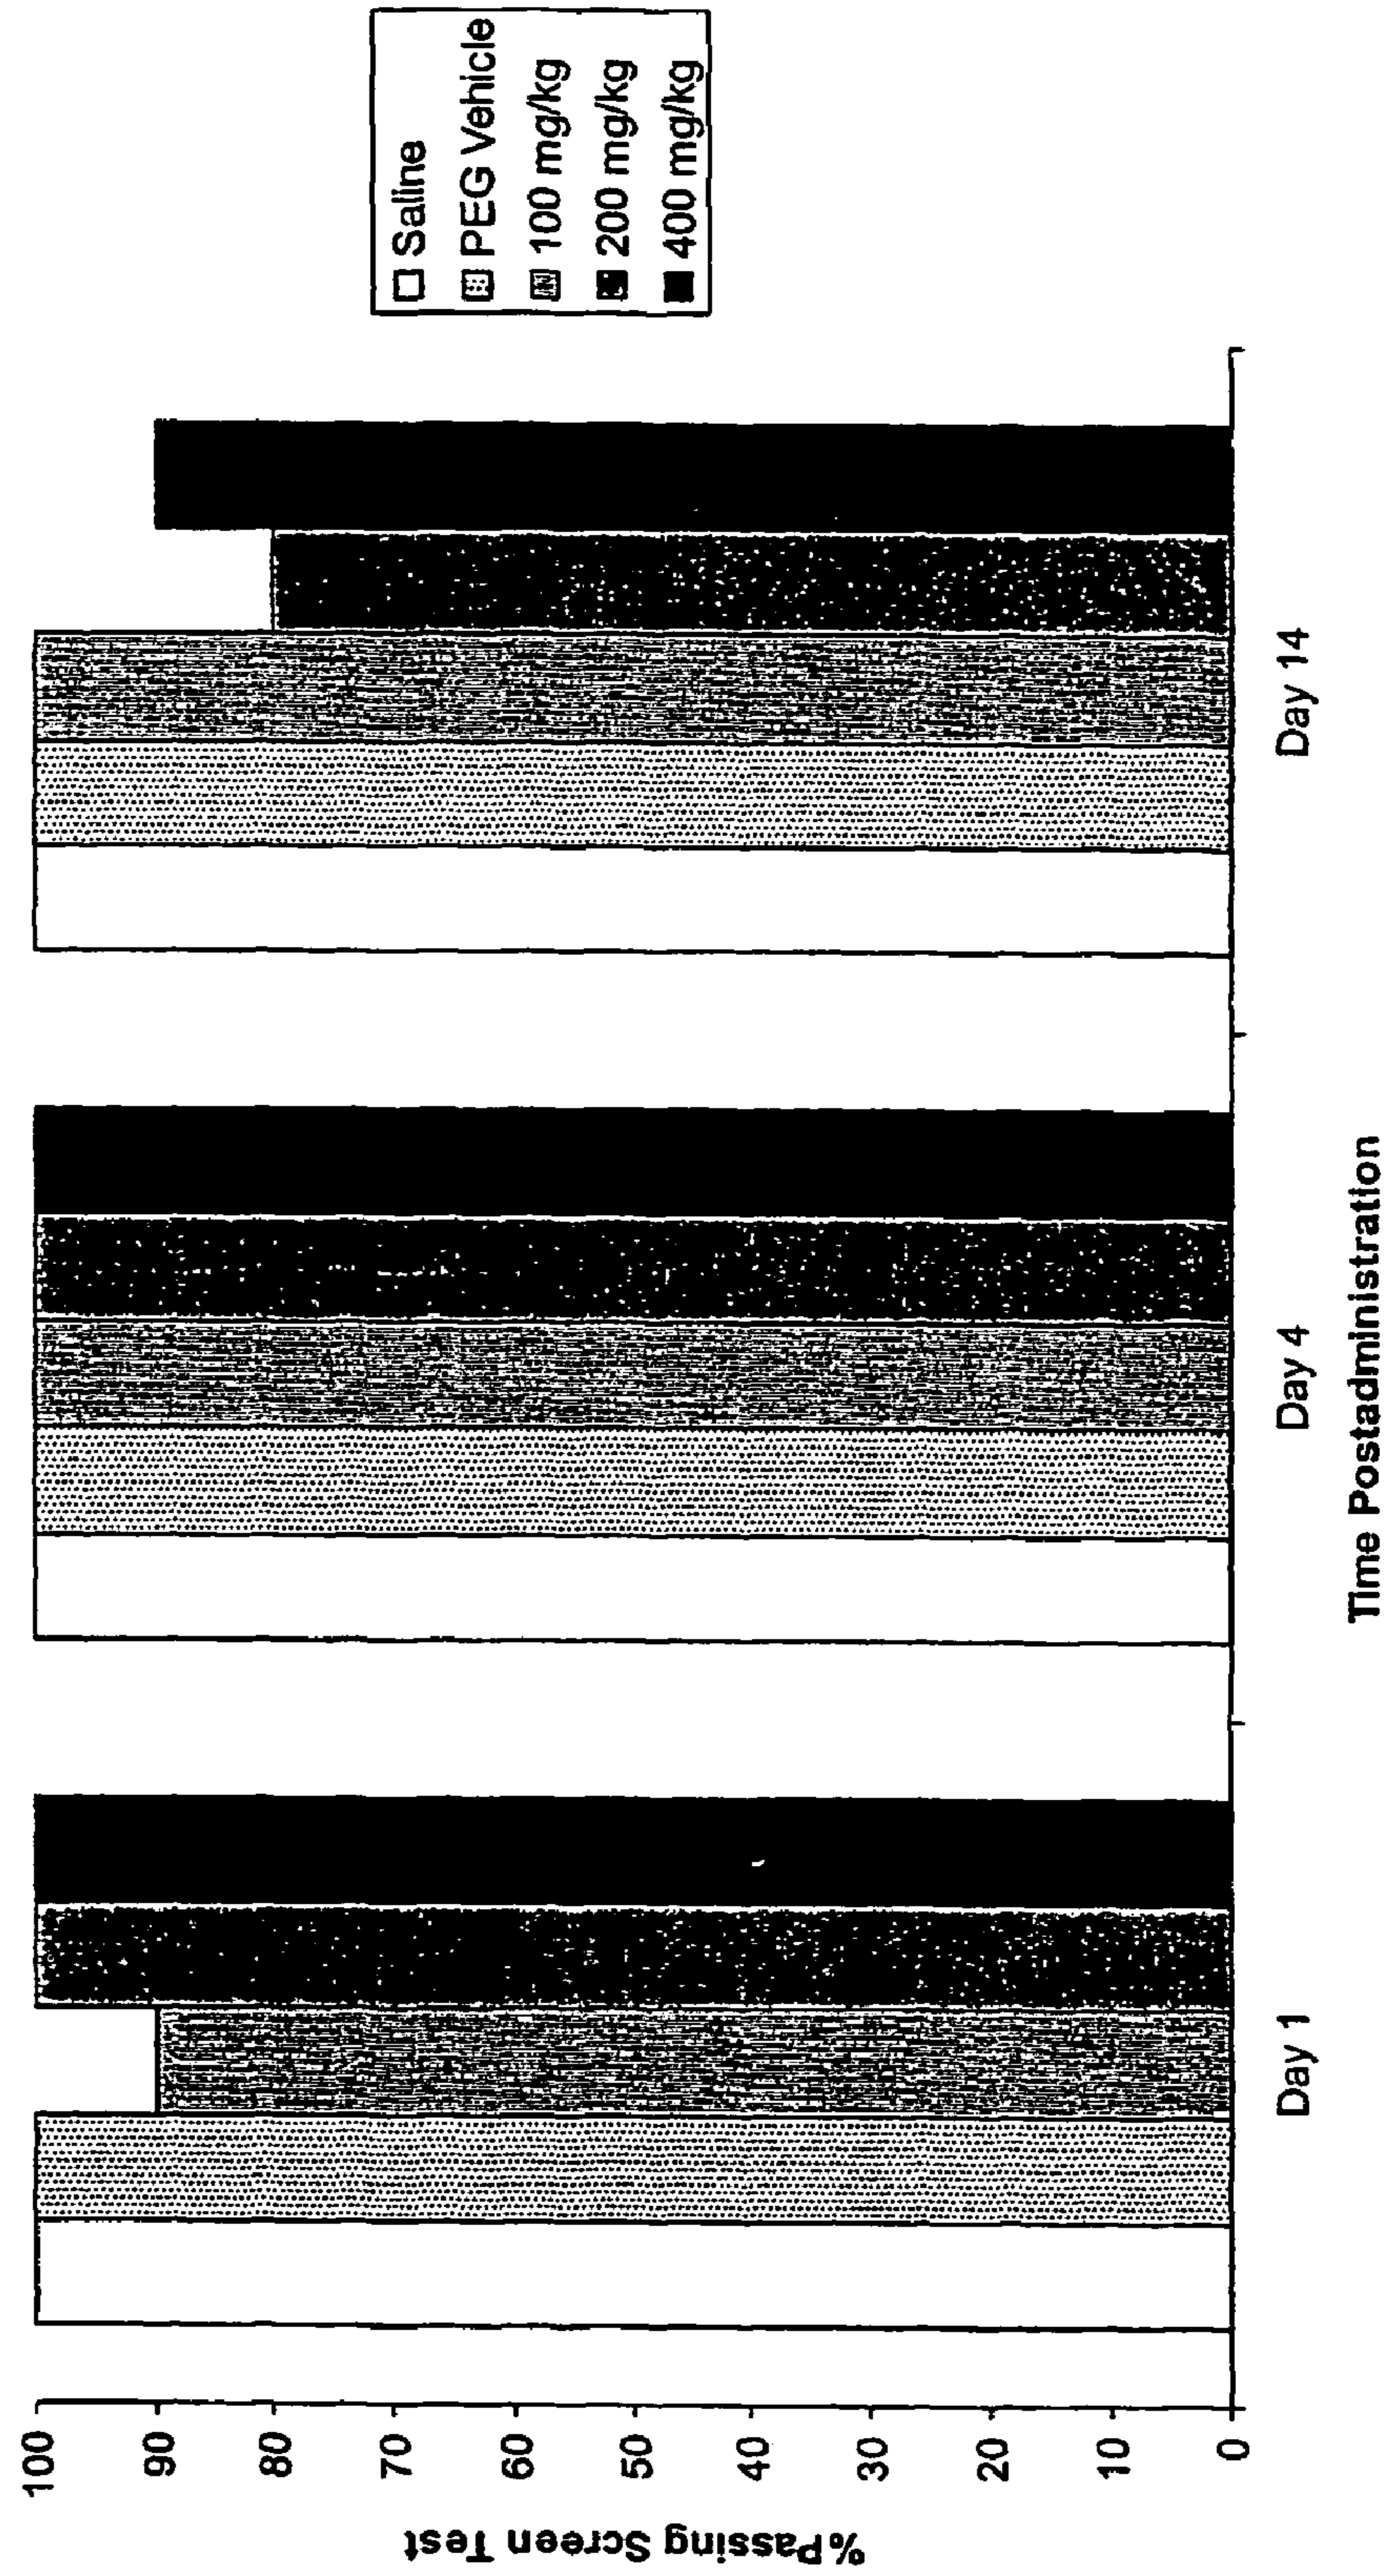 Saline
PEG Vehicle
100 mg/kg
200 mg/kg
400 mg/kg
100
90
80
70
60
50
40
30
20
10
0
%Passing Screen Test
Day 1
Day 4
Day 14
Time Postadministration